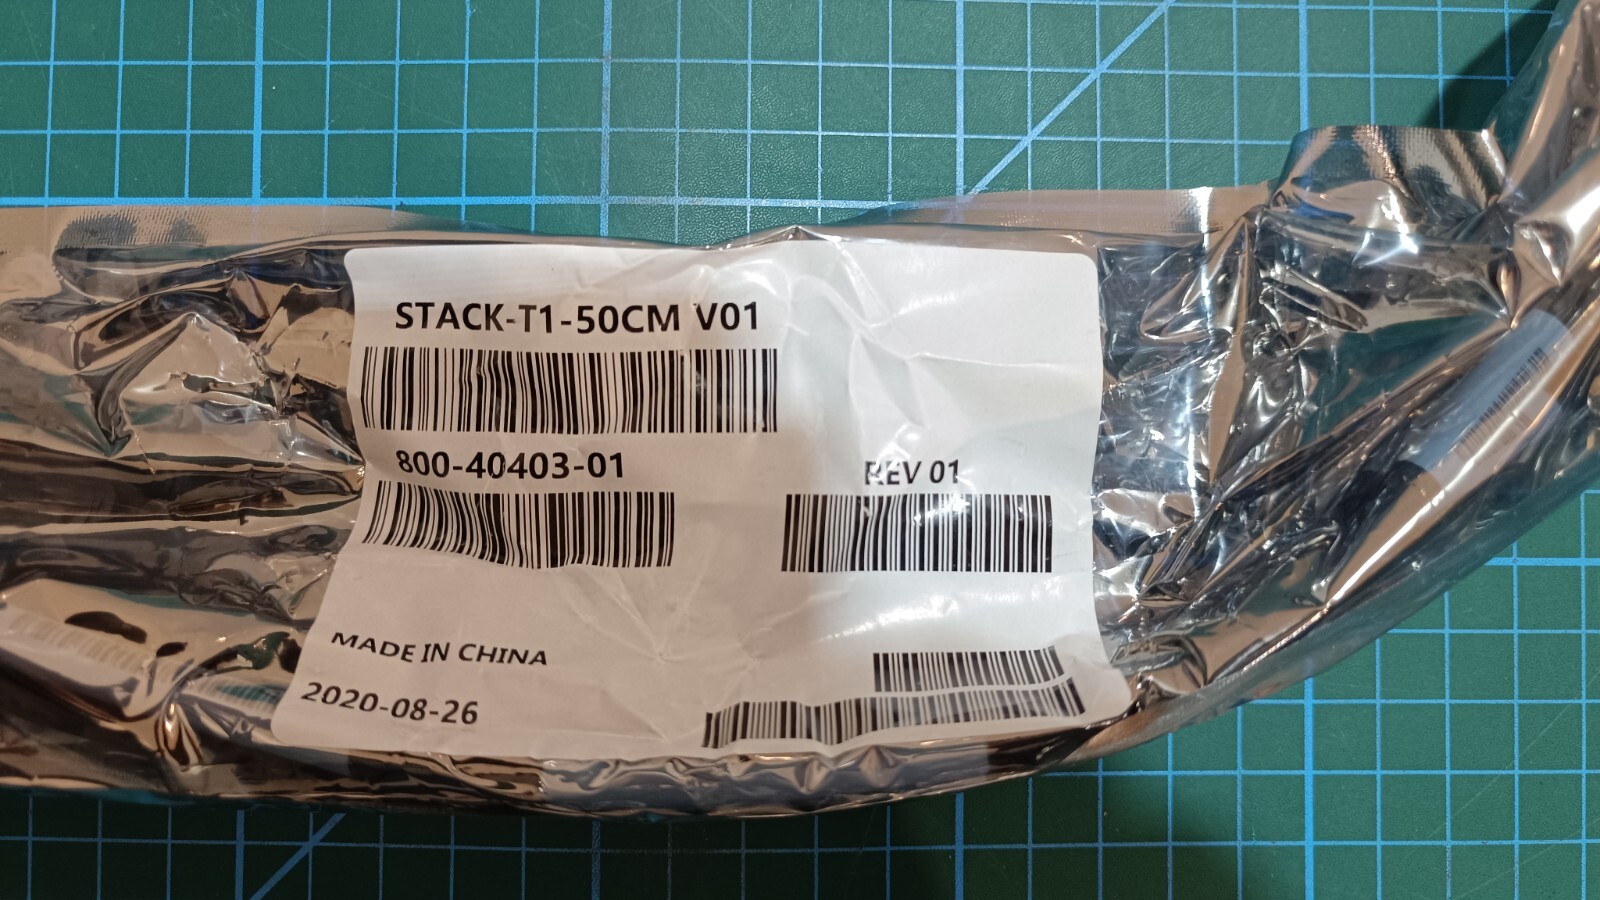 STACK-T1-50CM V01
800-40403-01
REV 01
MADE IN CHINA
2020-08-26